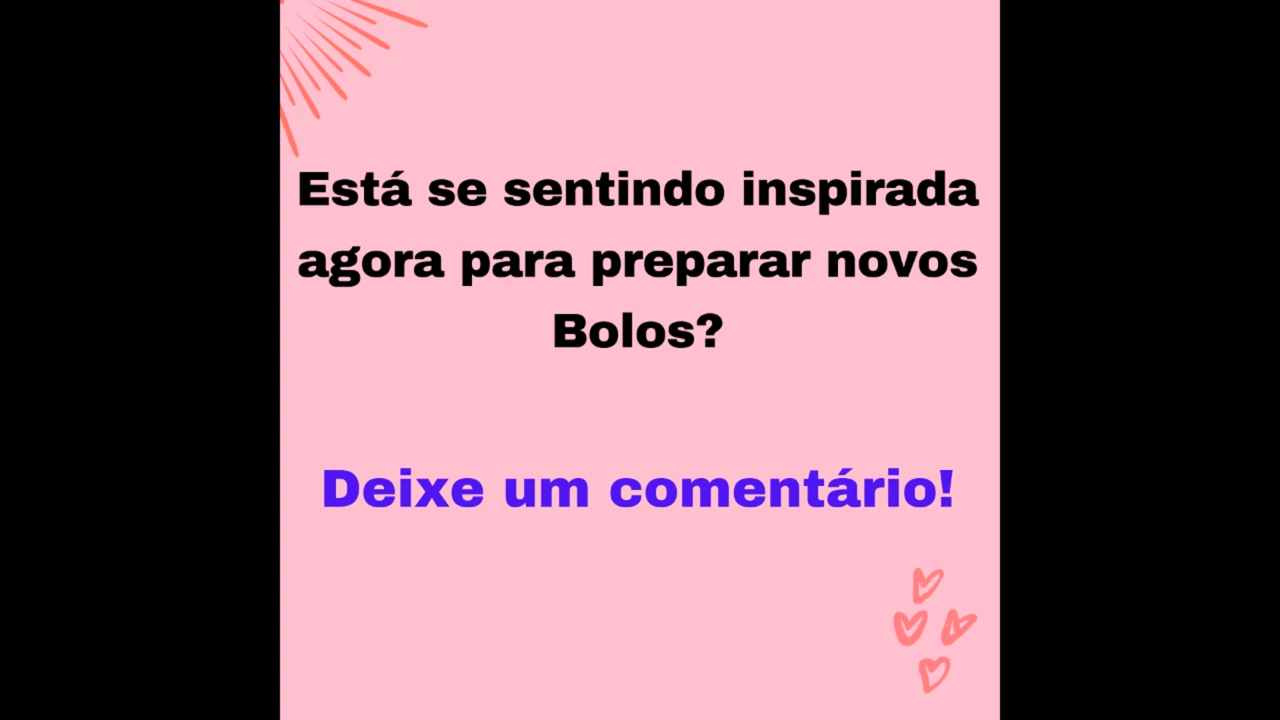 Está se sentindo inspirada
agora para preparar novos
Bolos?
Deixe um comentário!